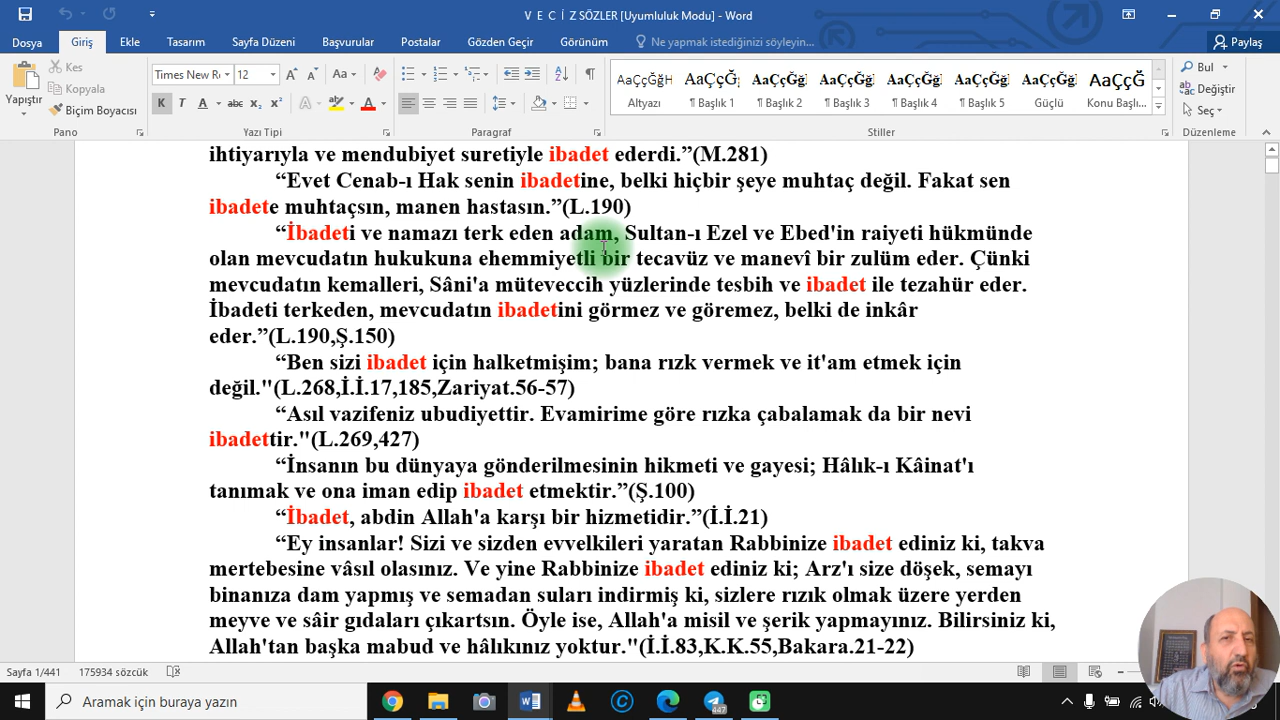 V E C İ Z SÖZLER [Uyumluluk Modu] - Word
Dosya Giriş Ekle Tasarım Sayfa Düzeni Başvurular Postalar Gözden Geçir Görünüm Ne yapmak istediğinizi söyleyin... Paylaş
Yapıştır
Kes
Kopyala
Biçim Boyacısı
Times New Ro 12
K T A abc x₂ x² A A
AaÇçĞğH AaÇçĞ AaÇçĞğ AaÇçĞğ AaÇçĞğ AaÇçĞğ AaÇçĞğ AaÇçĞ
Altyazı ¶ Başlık 1 ¶ Başlık 2 ¶ Başlık 3 ¶ Başlık 4 ¶ Başlık 5 Güçlü Konu Başlı...
Bul
Değiştir
Seç
Pano Yazı Tipi Paragraf Stiller Düzenleme
ihtiyarıyla ve mendubiyet suretiyle ibadet ederdi.”(M.281)
“Evet Cenab-ı Hak senin ibadetine, belki hiçbir şeye muhtaç değil. Fakat sen
ibadete muhtaçsın, manen hastasın.”(L.190)
“İbadeti ve namazı terk eden adam, Sultan-ı Ezel ve Ebed'in raiyeti hükmünde
olan mevcudatın hukukuna ehemmiyetli bir tecavüz ve manevî bir zulüm eder. Çünki
mevcudatın kemalleri, Sâni'a müteveccih yüzlerinde tesbih ve ibadet ile tezahür eder.
İbadeti terkeden, mevcudatın ibadetini görmez ve göremez, belki de inkâr
eder.”(L.190,Ş.150)
“Ben sizi ibadet için halketmişim; bana rızk vermek ve it'am etmek için
değil."(L.268,İ.İ.17,185,Zariyat.56-57)
“Asıl vazifeniz ubudiyettir. Evamirime göre rızka çabalamak da bir nevi
ibadettir."(L.269,427)
“İnsanın bu dünyaya gönderilmesinin hikmeti ve gayesi; Hâlık-ı Kâinat'ı
tanımak ve ona iman edip ibadet etmektir.”(Ş.100)
“İbadet, abdin Allah'a karşı bir hizmetidir.”(İ.İ.21)
“Ey insanlar! Sizi ve sizden evvelkileri yaratan Rabbinize ibadet ediniz ki, takva
mertebesine vâsıl olasınız. Ve yine Rabbinize ibadet ediniz ki; Arz'ı size döşek, semayı
binanıza dam yapmış ve semadan suları indirmiş ki, sizlere rızık olmak üzere yerden
meyve ve sâir gıdaları çıkartsın. Öyle ise, Allah'a misil ve şerik yapmayınız. Bilirsiniz ki,
Allah'tan başka mabud ve hâlıkınız yoktur."(İ.İ.83,K.K.55,Bakara.21-22)
Sayfa 1/441 175934 sözcük
Aramak için buraya yazın
447